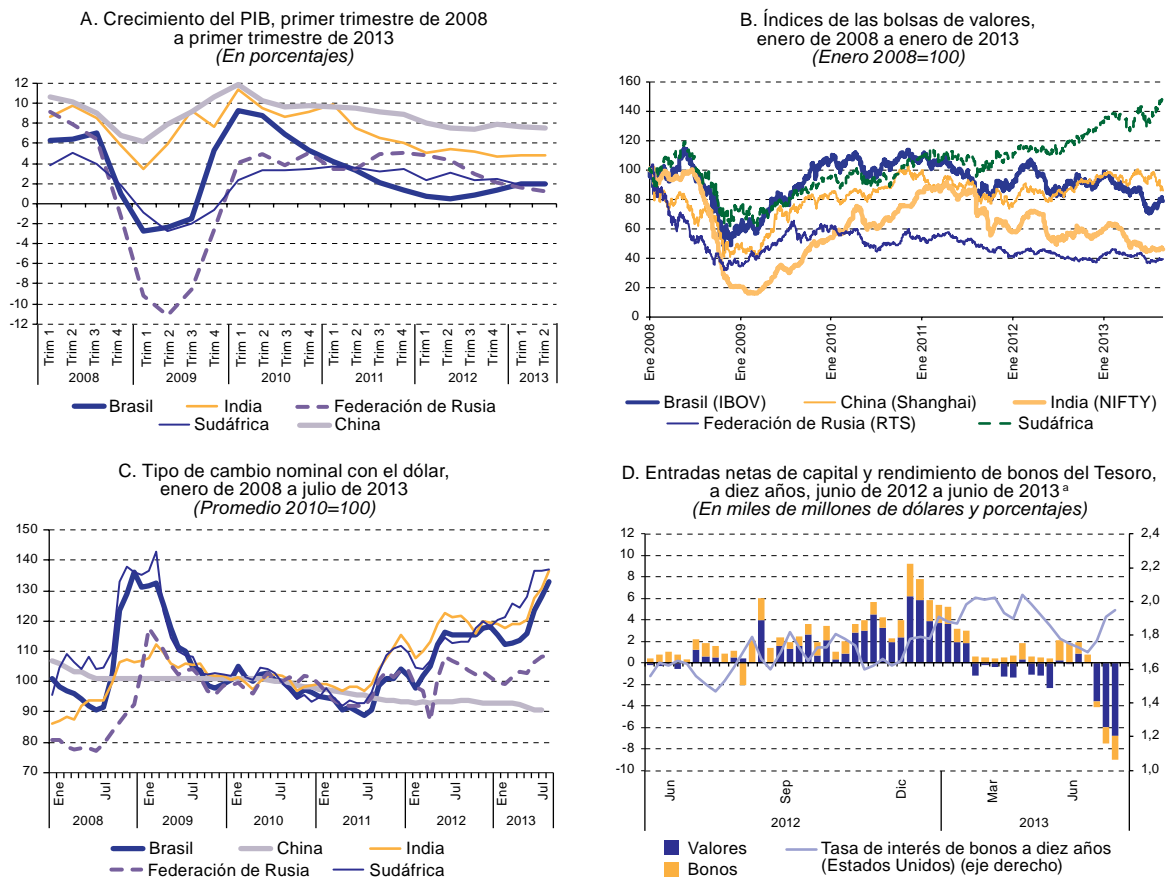 A. Crecimiento del PIB, primer trimestre de 2008
a primer trimestre de 2013
(En porcentajes)
12
10
8
6
4
2
0
-2
-4
-6
-8
-10
-12
Trim 1
Trim 2
Trim 3
Trim 4
Trim 1
Trim 2
Trim 3
Trim 4
Trim 1
Trim 2
Trim 3
Trim 4
Trim 1
Trim 2
Trim 3
Trim 4
Trim 1
Trim 2
Trim 3
Trim 4
Trim 1
Trim 2
2008 2009 2010 2011 2012 2013
Brasil India Federación de Rusia
Sudáfrica China
B. Índices de las bolsas de valores,
enero de 2008 a enero de 2013
(Enero 2008=100)
160
140
120
100
80
60
40
20
0
Ene 2008
Ene 2009
Ene 2010
Ene 2011
Ene 2012
Ene 2013
Brasil (IBOV) China (Shanghai) India (NIFTY)
Federación de Rusia (RTS) Sudáfrica
C. Tipo de cambio nominal con el dólar,
enero de 2008 a julio de 2013
(Promedio 2010=100)
150
140
130
120
110
100
90
80
70
Ene
Jul
Ene
Jul
Ene
Jul
Ene
Jul
Ene
Jul
Ene
Jul
2008 2009 2010 2011 2012 2013
Brasil China India
Federación de Rusia Sudáfrica
D. Entradas netas de capital y rendimiento de bonos del Tesoro,
a diez años, junio de 2012 a junio de 2013 a
(En miles de millones de dólares y porcentajes)
12
10
8
6
4
2
0
-2
-4
-6
-8
-10
2,4
2,2
2,0
1,8
1,6
1,4
1,2
1,0
Jun
Sep
Dic
Mar
Jun
2012 2013
Valores Tasa de interés de bonos a diez años
Bonos (Estados Unidos) (eje derecho)